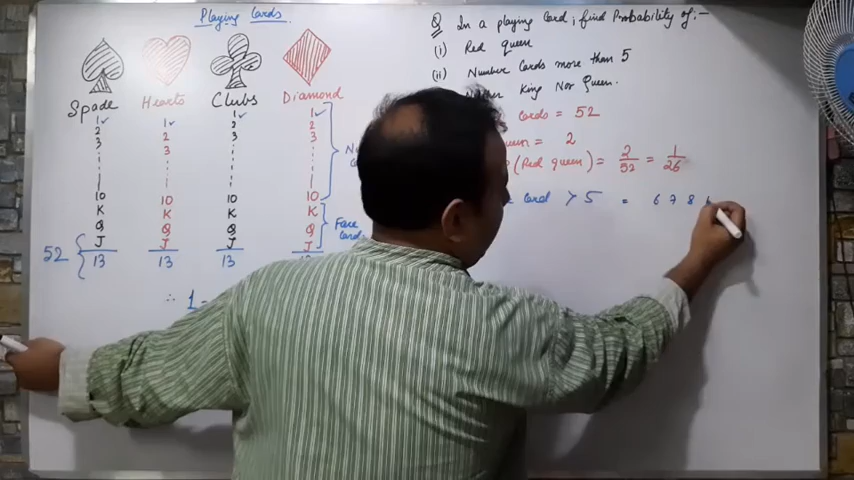 Playing Cards.
Q In a playing Card, find Probability of :-
(i) Red queen
(ii) Number Cards more than 5
King Nor Queen.
Spade Hearts Clubs Diamond
1 1 1 1
2 2 2 2
3 3 3 3
10 10 10 10
K K K K
Q Q Q Q
J J J J
52 13 13 13 13
Face
Card.
∴ 1
Cards = 52
queen = 2
P (Red queen) = 2/52 = 1/26
Card > 5 = 6 7 8